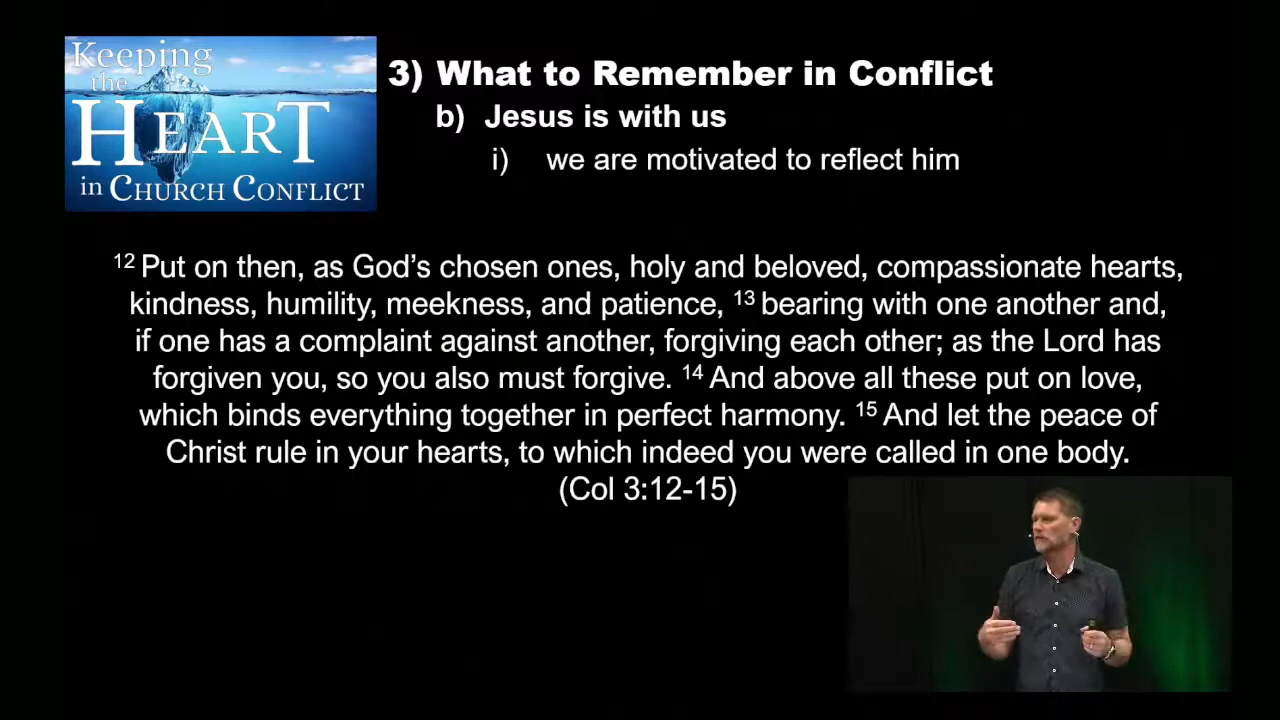 Keeping
the
HEART
in CHURCH CONFLICT
3) What to Remember in Conflict
b) Jesus is with us
i) we are motivated to reflect him
12 Put on then, as God’s chosen ones, holy and beloved, compassionate hearts,
kindness, humility, meekness, and patience, 13 bearing with one another and,
if one has a complaint against another, forgiving each other; as the Lord has
forgiven you, so you also must forgive. 14 And above all these put on love,
which binds everything together in perfect harmony. 15 And let the peace of
Christ rule in your hearts, to which indeed you were called in one body.
(Col 3:12-15)